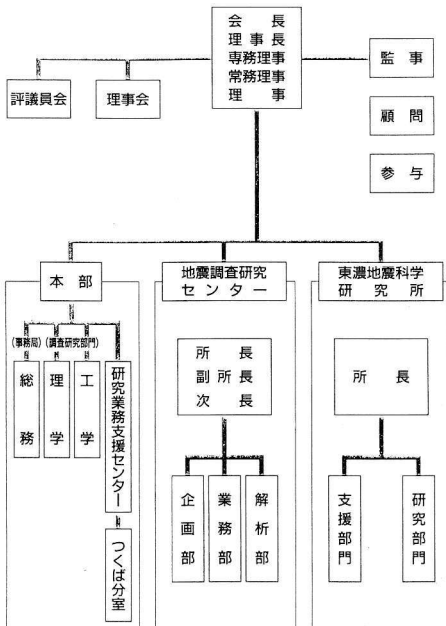 会長
理事長
専務理事
常務理事
理事
監事
評議員会
理事会
顧問
参与
本部
地震調査研究
センター
東濃地震科学
研究所
(事務局)(調査研究部門)
総務
理学
工学
研究業務支援センター
つくば分室
所長
副所長
次長
企画部
業務部
解析部
所長
支援部門
研究部門